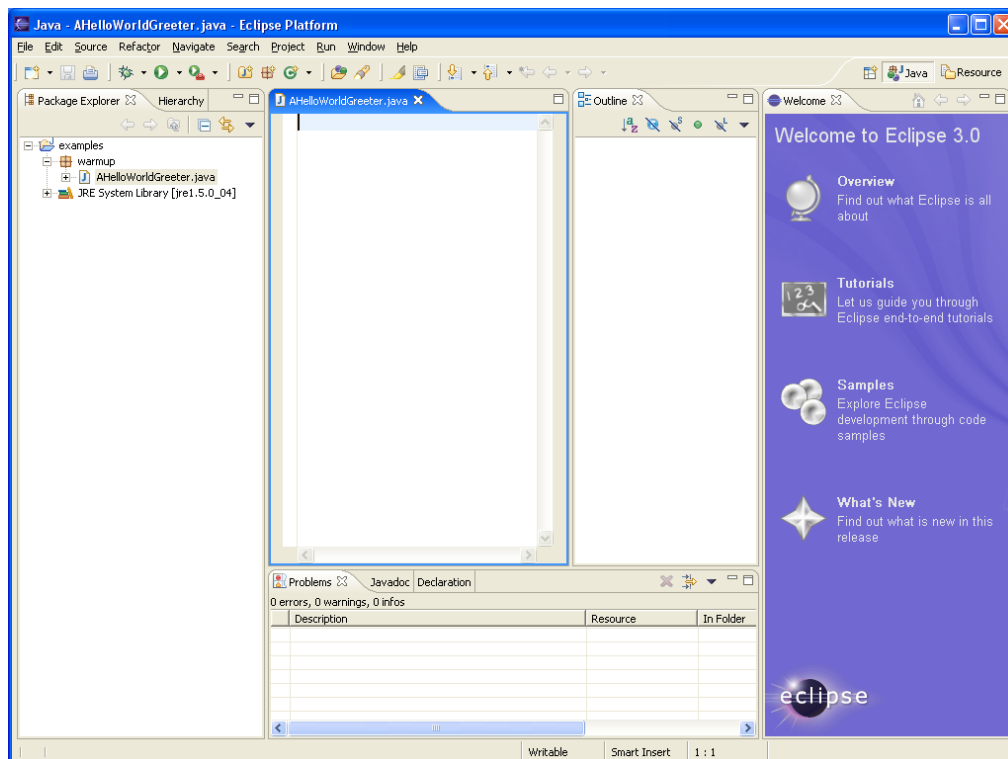 Java - AHelloWorldGreeter.java - Eclipse Platform
File Edit Source Refactor Navigate Search Project Run Window Help
Java Resource
Package Explorer Hierarchy
AHelloWorldGreeter.java
Outline
Welcome
examples
warmup
AHelloWorldGreeter.java
JRE System Library [jre1.5.0_04]
Welcome to Eclipse 3.0
Overview
Find out what Eclipse is all
about
Tutorials
Let us guide you through
Eclipse end-to-end tutorials
Samples
Explore Eclipse
development through code
samples
What's New
Find out what is new in this
release
eclipse
Problems Javadoc Declaration
0 errors, 0 warnings, 0 infos
Description Resource In Folder
Writable Smart Insert 1 : 1